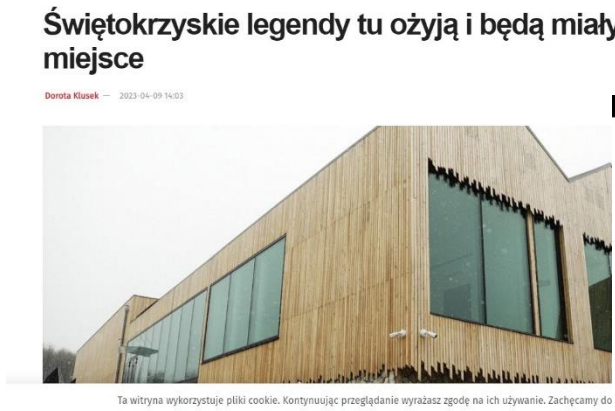 Świętokrzyskie legendy tu ożyją i będą miały
miejsce
Dorota Klusek — 2023-04-09 14:03
Ta witryna wykorzystuje pliki cookie. Kontynuując przeglądanie wyrażasz zgodę na ich używanie. Zachęcamy do